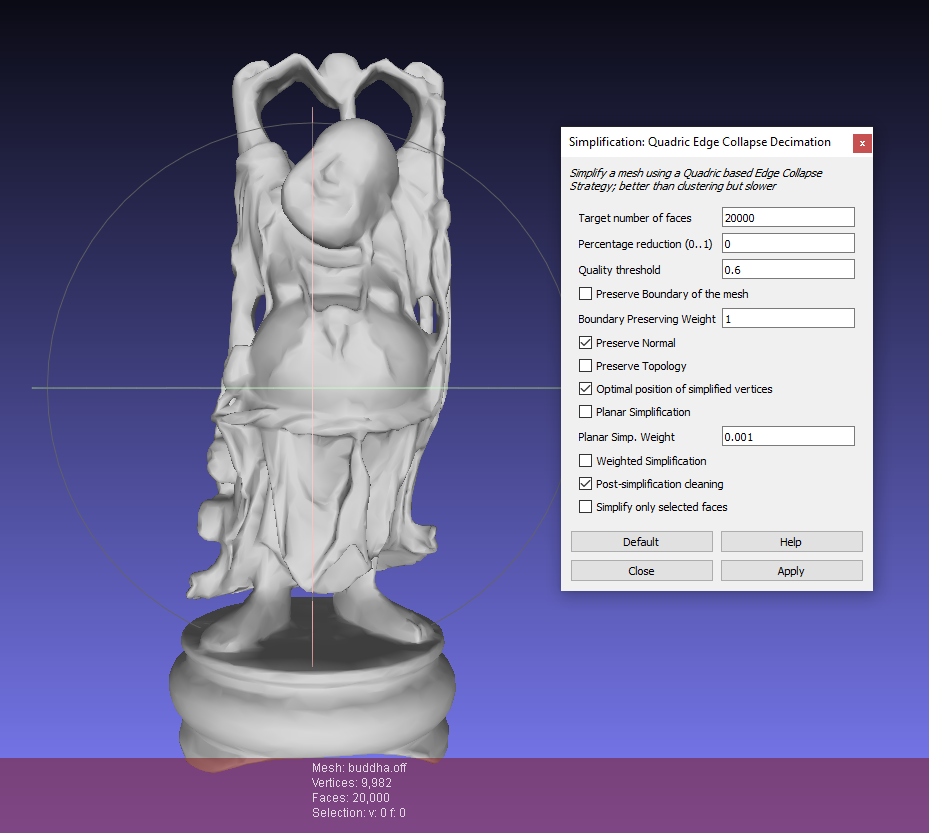 Simplification: Quadric Edge Collapse Decimation
x
Simplify a mesh using a Quadric based Edge Collapse
Strategy; better than clustering but slower
Target number of faces 20000
Percentage reduction (0..1) 0
Quality threshold 0.6
Preserve Boundary of the mesh
Boundary Preserving Weight 1
Preserve Normal
Preserve Topology
Optimal position of simplified vertices
Planar Simplification
Planar Simp. Weight 0.001
Weighted Simplification
Post-simplification cleaning
Simplify only selected faces
Default Help
Close Apply
Mesh: buddha.off
Vertices: 9,982
Faces: 20,000
Selection: v: 0 f: 0